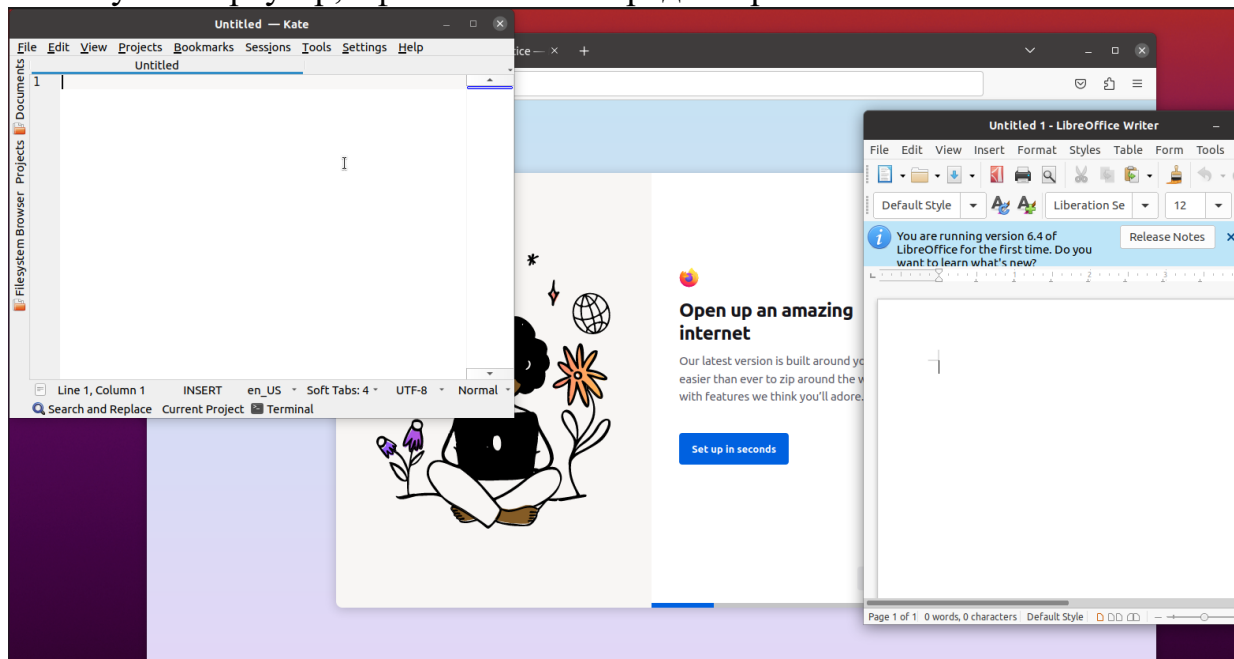 Untitled — Kate
File Edit View Projects Bookmarks Sessions Tools Settings Help
Untitled
1
Documents
Projects
Filesystem Browser
Line 1, Column 1 INSERT en_US Soft Tabs: 4 UTF-8 Normal
Search and Replace Current Project Terminal
Open up an amazing
internet
Our latest version is built around
easier than ever to zip around the
with features we think you'll adore.
Set up in seconds
Untitled 1 - LibreOffice Writer
File Edit View Insert Format Styles Table Form Tools
Default Style Liberation Se 12
You are running version 6.4 of
LibreOffice for the first time. Do you
want to learn what's new?
Release Notes
1 1 2 3
Page 1 of 1 0 words, 0 characters Default Style